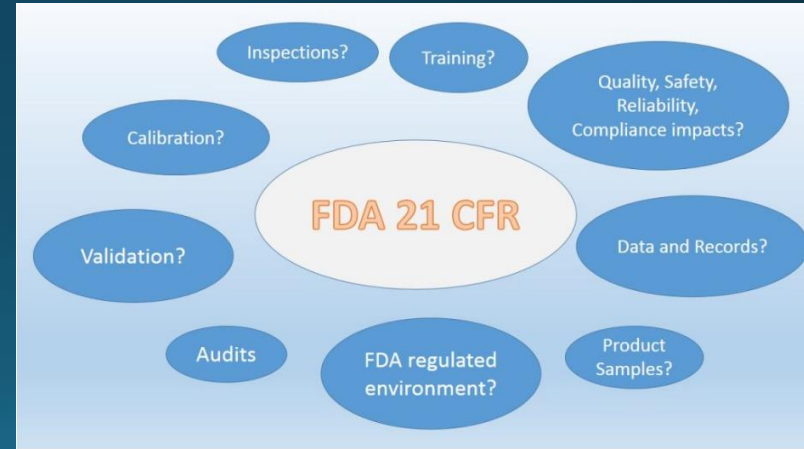 Inspections?
Training?
Quality, Safety,
Reliability,
Compliance impacts?
Calibration?
FDA 21 CFR
Validation?
Data and Records?
Audits
FDA regulated
environment?
Product
Samples?